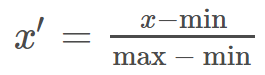 x′ = (x−min)/(max − min)